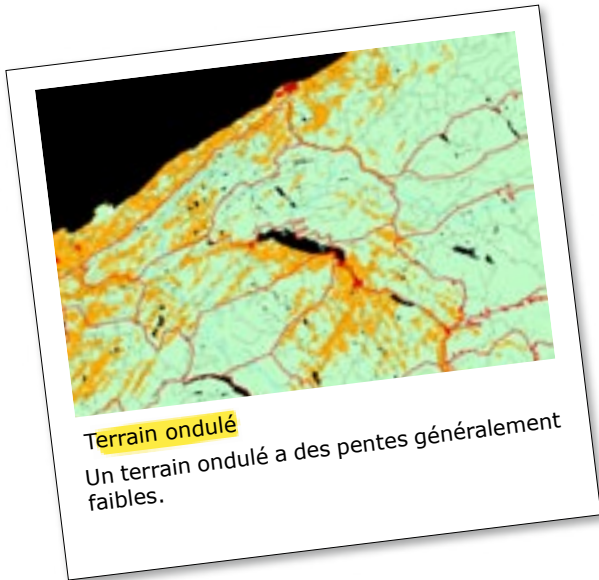 Terrain ondulé
Un terrain ondulé a des pentes généralement
faibles.